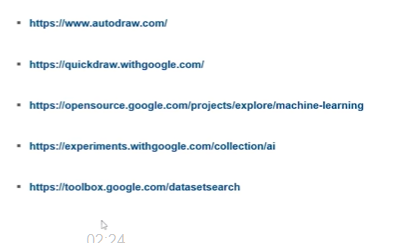 ▪ https://www.autodraw.com/
▪ https://quickdraw.withgoogle.com/
▪ https://opensource.google.com/projects/explore/machine-learning
▪ https://experiments.withgoogle.com/collection/ai
▪ https://toolbox.google.com/datasetsearch
02:24